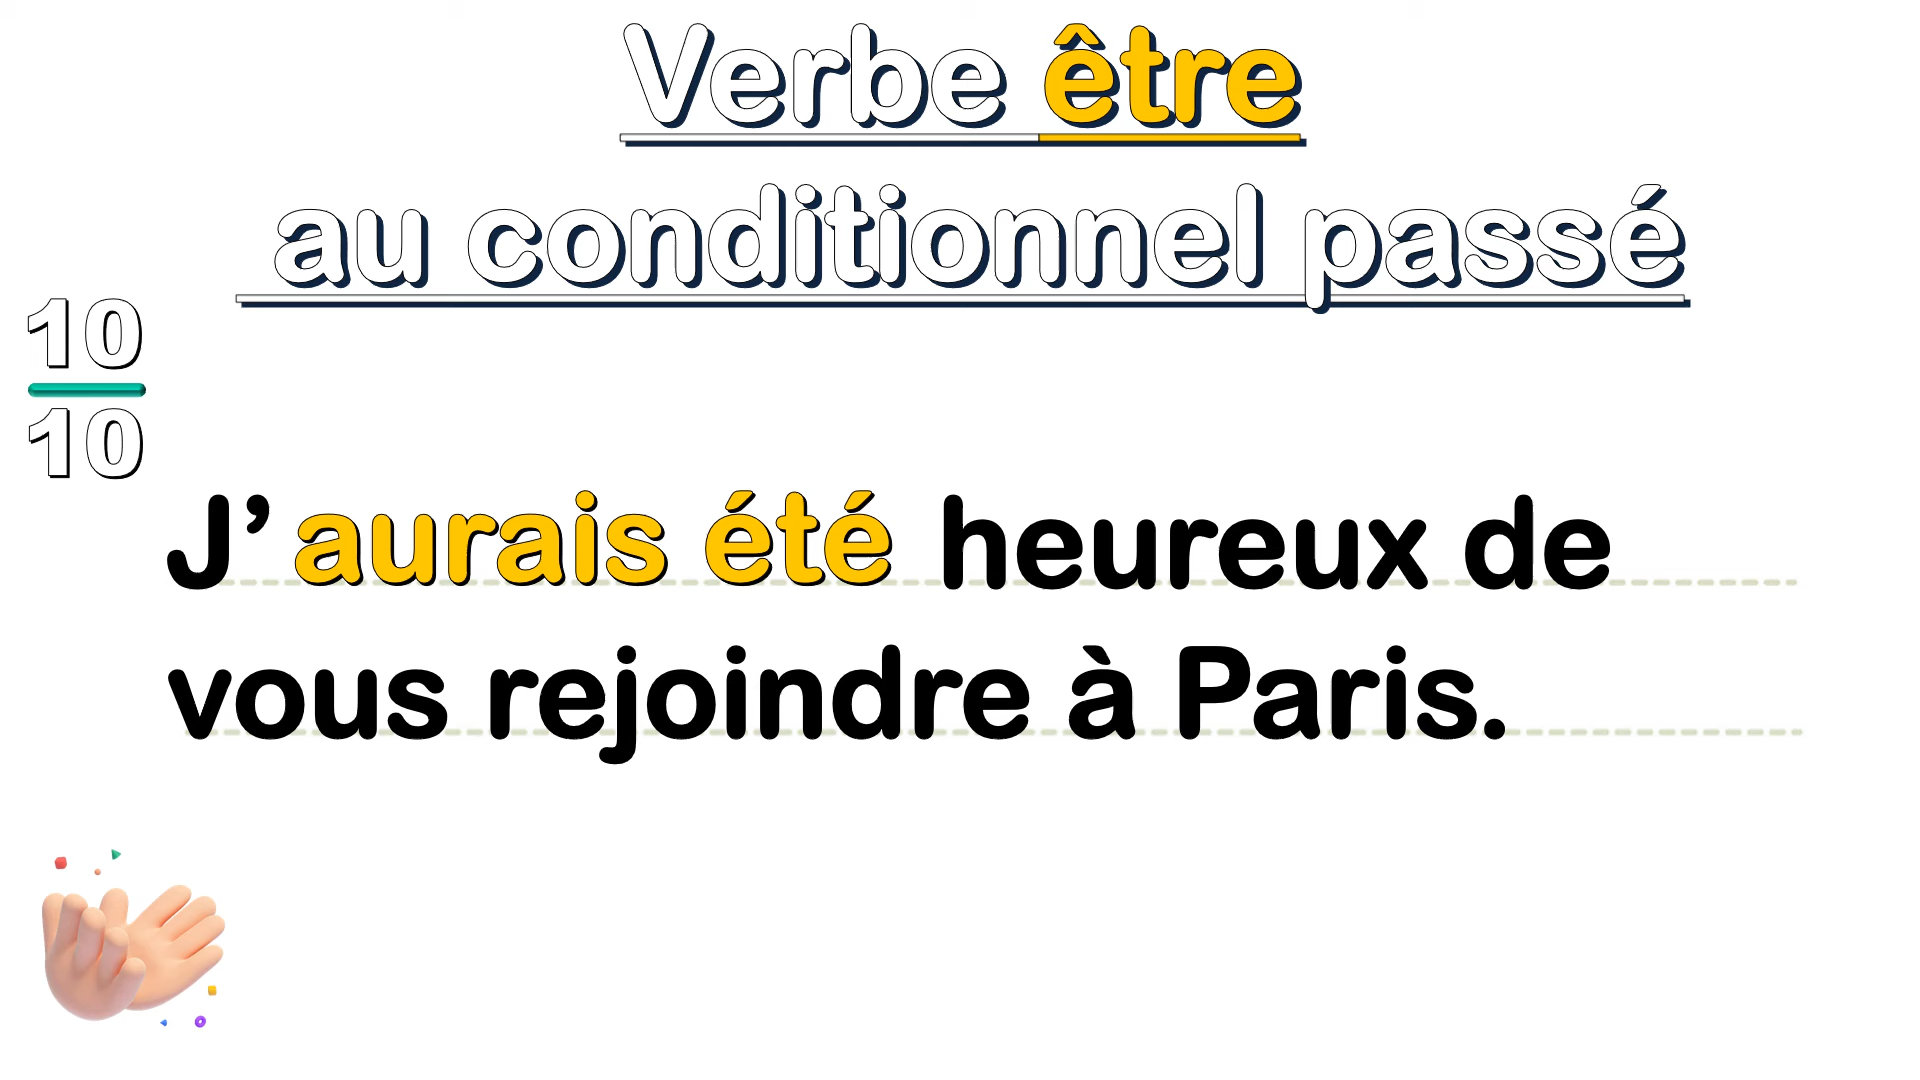 Verbe être
au conditionnel passé
10
10
J’aurais été heureux de
vous rejoindre à Paris.